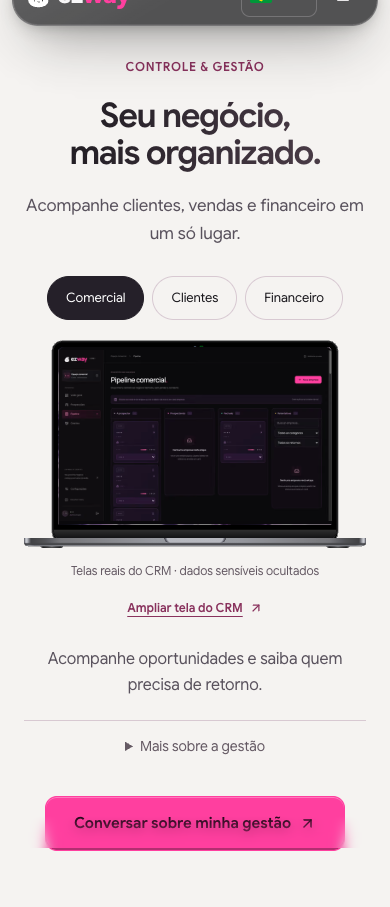 ezway
CONTROLE & GESTÃO
Seu negócio,
mais organizado.
Acompanhe clientes, vendas e financeiro em
um só lugar.
Comercial
Clientes
Financeiro
ezway
Pipeline comercial
Telas reais do CRM · dados sensíveis ocultados
Ampliar tela do CRM
Acompanhe oportunidades e saiba quem
precisa de retorno.
Mais sobre a gestão
Conversar sobre minha gestão